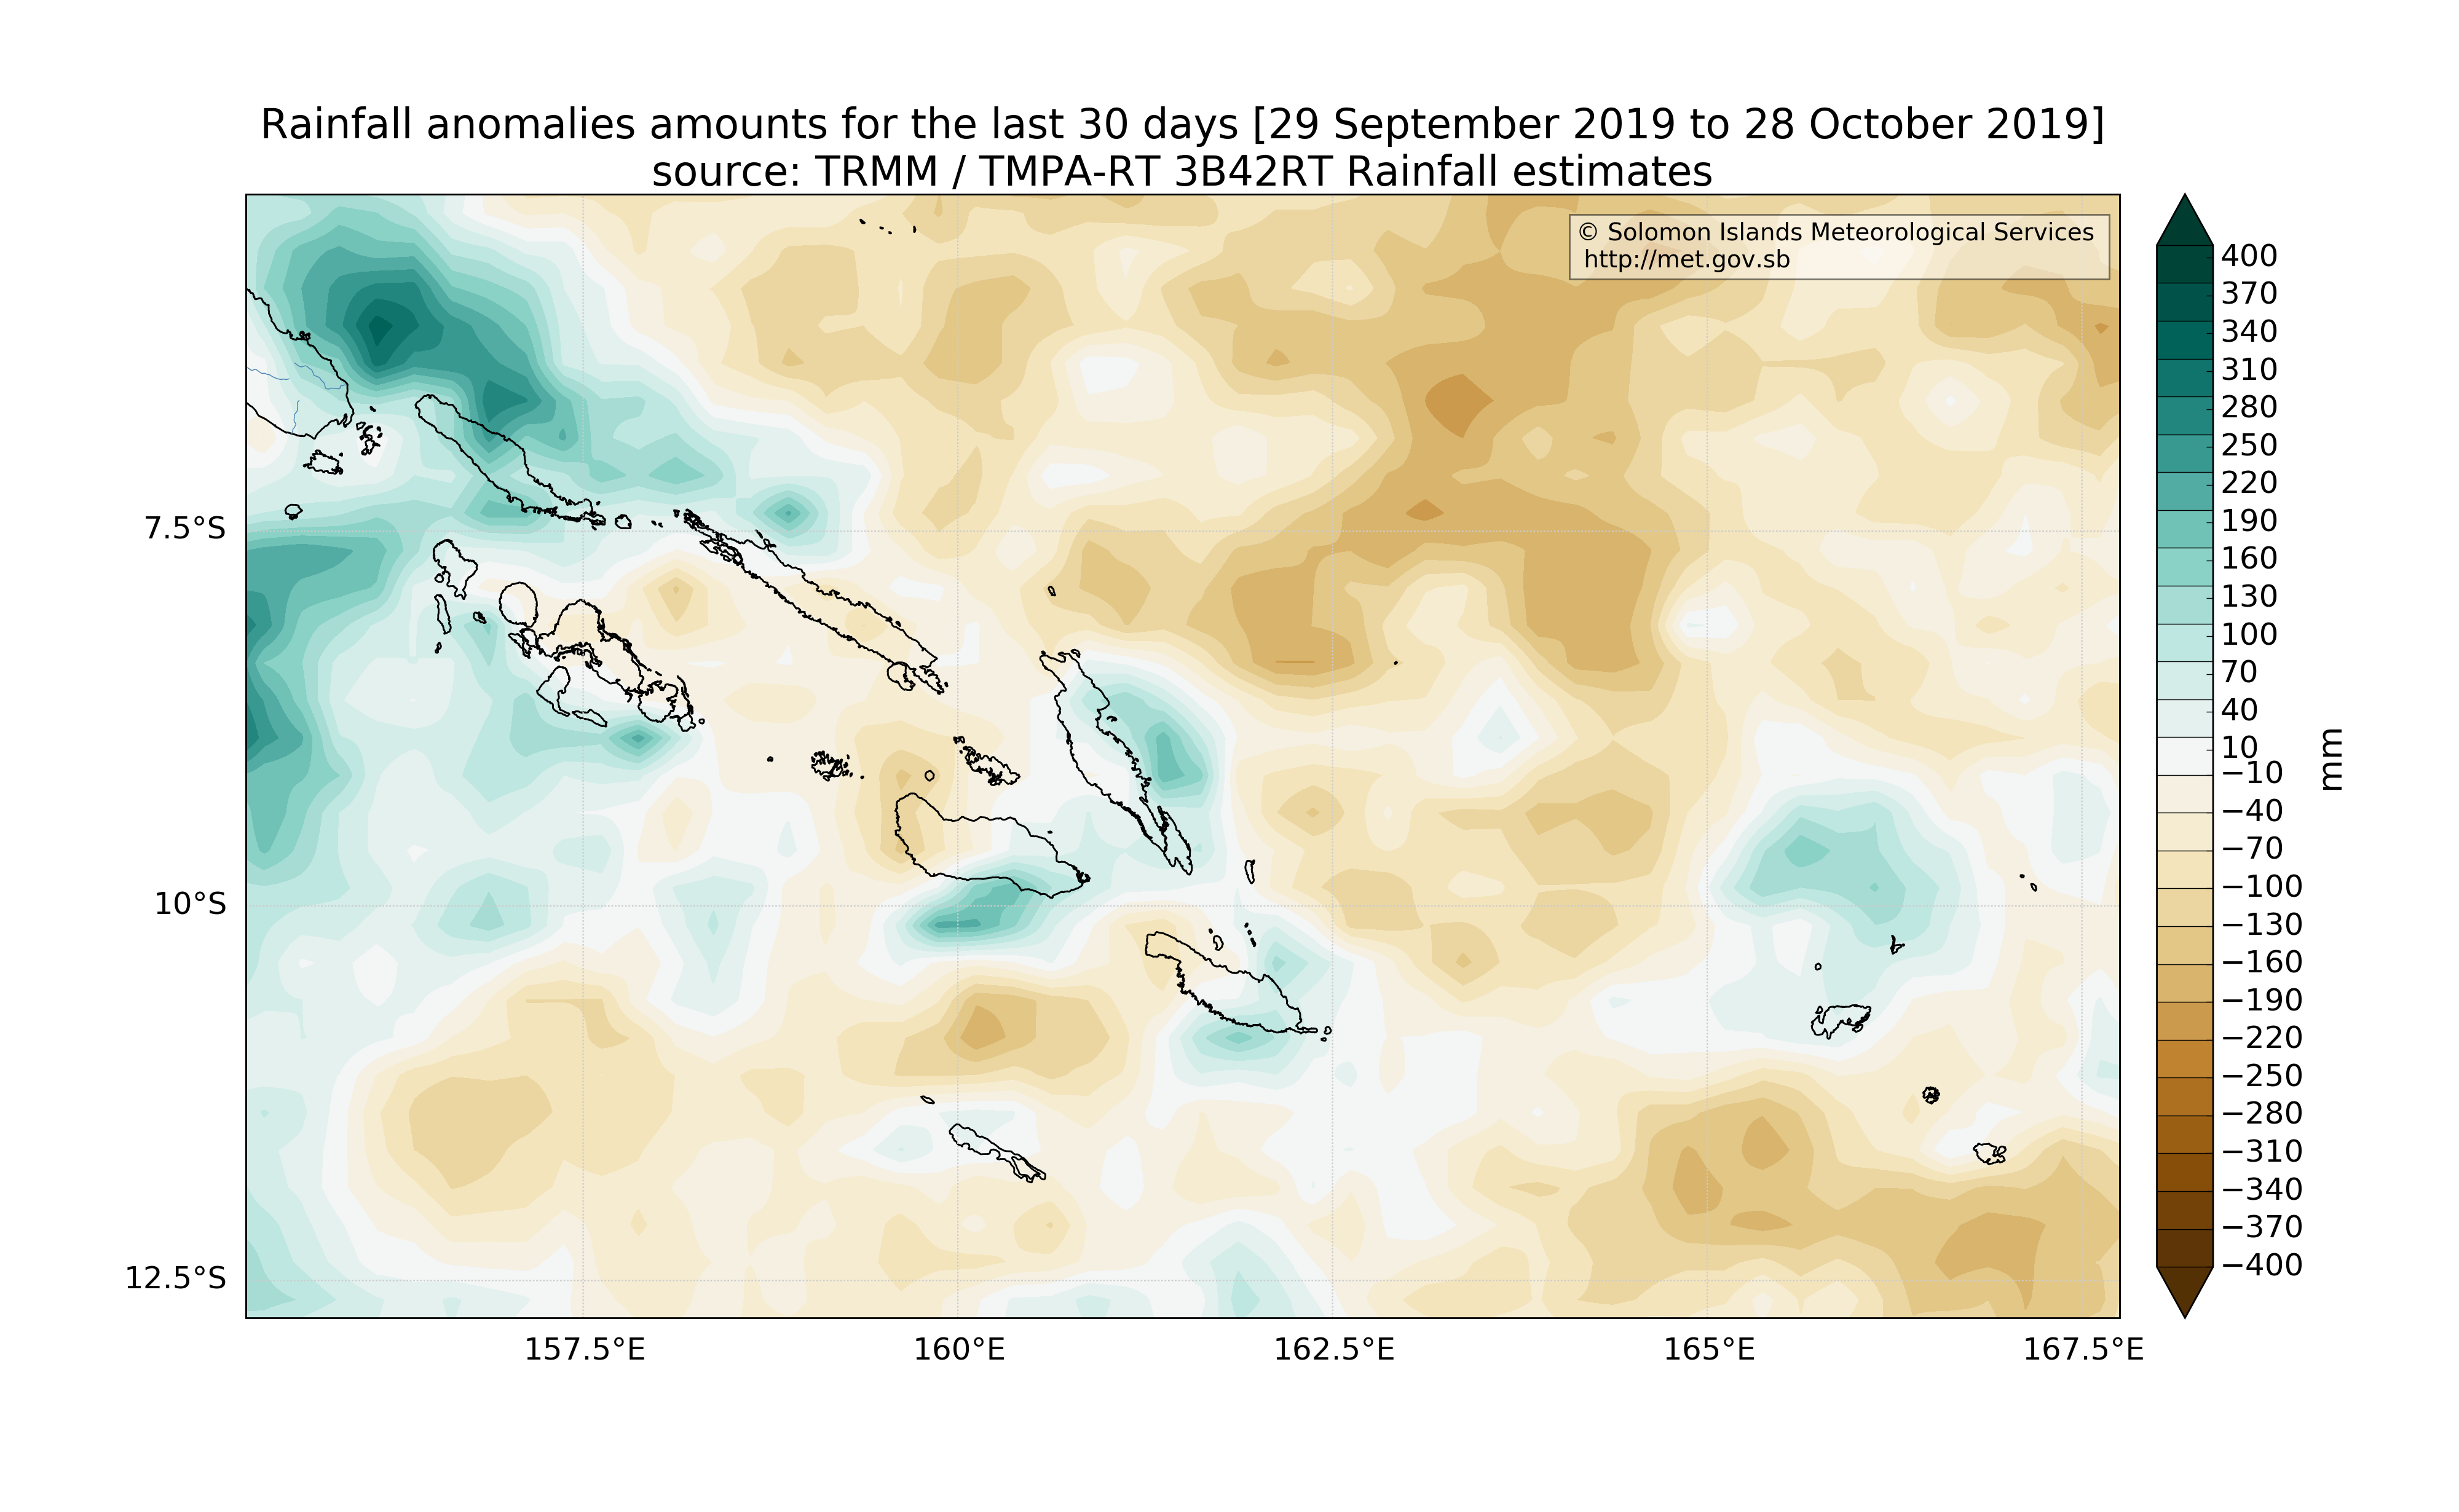 Rainfall anomalies amounts for the last 30 days [29 September 2019 to 28 October 2019]
source: TRMM / TMPA-RT 3B42RT Rainfall estimates
© Solomon Islands Meteorological Services
http://met.gov.sb
7.5°S
10°S
12.5°S
157.5°E
160°E
162.5°E
165°E
167.5°E
400
370
340
310
280
250
220
190
160
130
100
70
40
10
−10
−40
−70
−100
−130
−160
−190
−220
−250
−280
−310
−340
−370
−400
mm